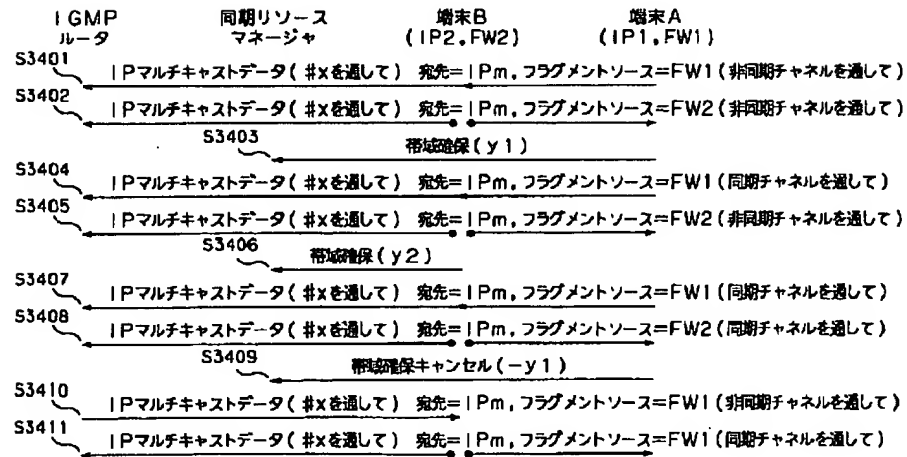 IGMP
ルータ
同期リソース
マネージャ
端末B
(IP2,FW2)
端末A
(IP1,FW1)
S3401
IPマルチキャストデータ(#xを通して) 宛先=IPm,フラグメントソース=FW1(非同期チャネルを通して)
S3402
IPマルチキャストデータ(#xを通して) 宛先=IPm,フラグメントソース=FW2(非同期チャネルを通して)
S3403
帯域確保(y1)
S3404
IPマルチキャストデータ(#xを通して) 宛先=IPm,フラグメントソース=FW1(同期チャネルを通して)
S3405
IPマルチキャストデータ(#xを通して) 宛先=IPm,フラグメントソース=FW2(非同期チャネルを通して)
S3406
帯域確保(y2)
S3407
IPマルチキャストデータ(#xを通して) 宛先=IPm,フラグメントソース=FW1(同期チャネルを通して)
S3408
IPマルチキャストデータ(#xを通して) 宛先=IPm,フラグメントソース=FW2(同期チャネルを通して)
S3409
帯域確保キャンセル(-y1)
S3410
IPマルチキャストデータ(#xを通して) 宛先=IPm,フラグメントソース=FW1(非同期チャネルを通して)
S3411
IPマルチキャストデータ(#xを通して) 宛先=IPm,フラグメントソース=FW1(同期チャネルを通して)